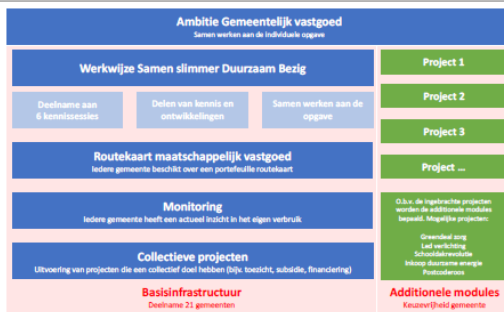 Ambitie Gemeentelijk vastgoed
Samen werken aan de individuele opgave
Werkwijze Samen slimmer Duurzaam Bezig
Deelname aan
6 kennissessies
Delen van kennis en
ontwikkelingen
Samen werken aan de
opgave
Routekaart maatschappelijk vastgoed
Iedere gemeente beschikt over een portefeuille routekaart
Monitoring
Iedere gemeente heeft een actueel inzicht in het eigen verbruik
Collectieve projecten
Uitvoering van projecten die een collectief doel hebben (bijv. toezicht, subsidie, financiering)
Basisinfrastructuur
Deelname 21 gemeenten
Project 1
Project 2
Project 3
Project ...
O.b.v. de ingebrachte projecten
worden de additionele modules
bepaald. Mogelijke projecten:
Greendeal zorg
Led verlichting
Schooldakrevolutie
Inkoop duurzame energie
Postcoderoos
Additionele modules
Keuzevrijheid gemeente